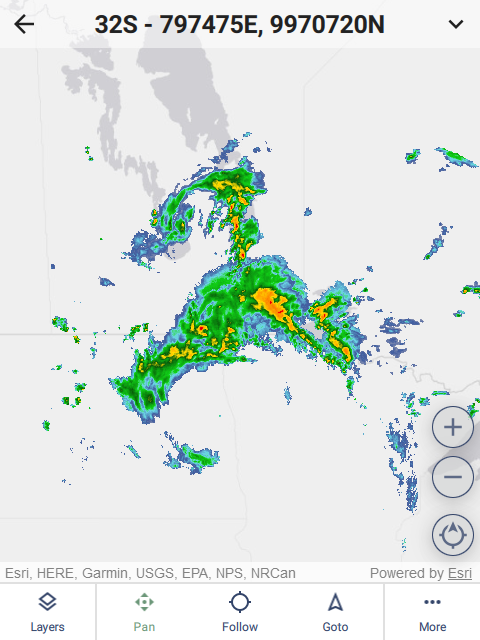 32S - 797475E, 9970720N
Esri, HERE, Garmin, USGS, EPA, NPS, NRCan
Powered by Esri
Layers
Pan
Follow
Goto
More